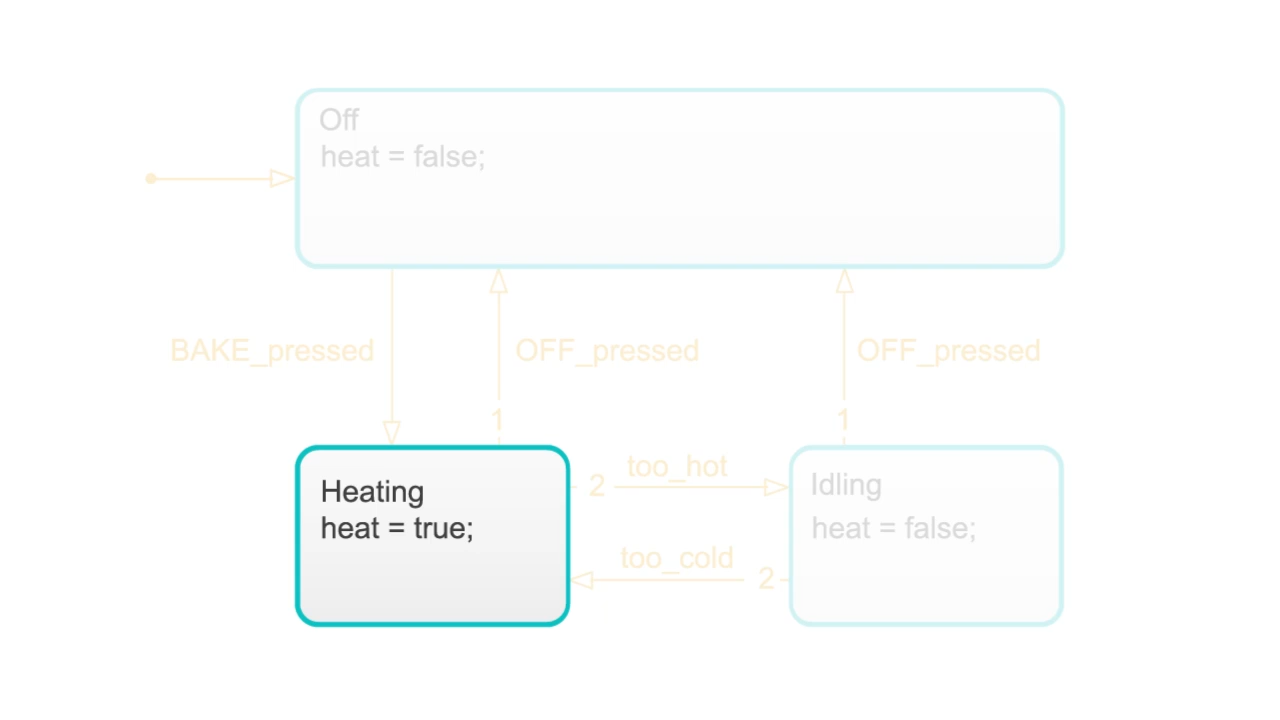 Off
heat = false;
BAKE_pressed
OFF_pressed
OFF_pressed
1
1
Heating
heat = true;
2
too_hot
too_cold
2
Idling
heat = false;